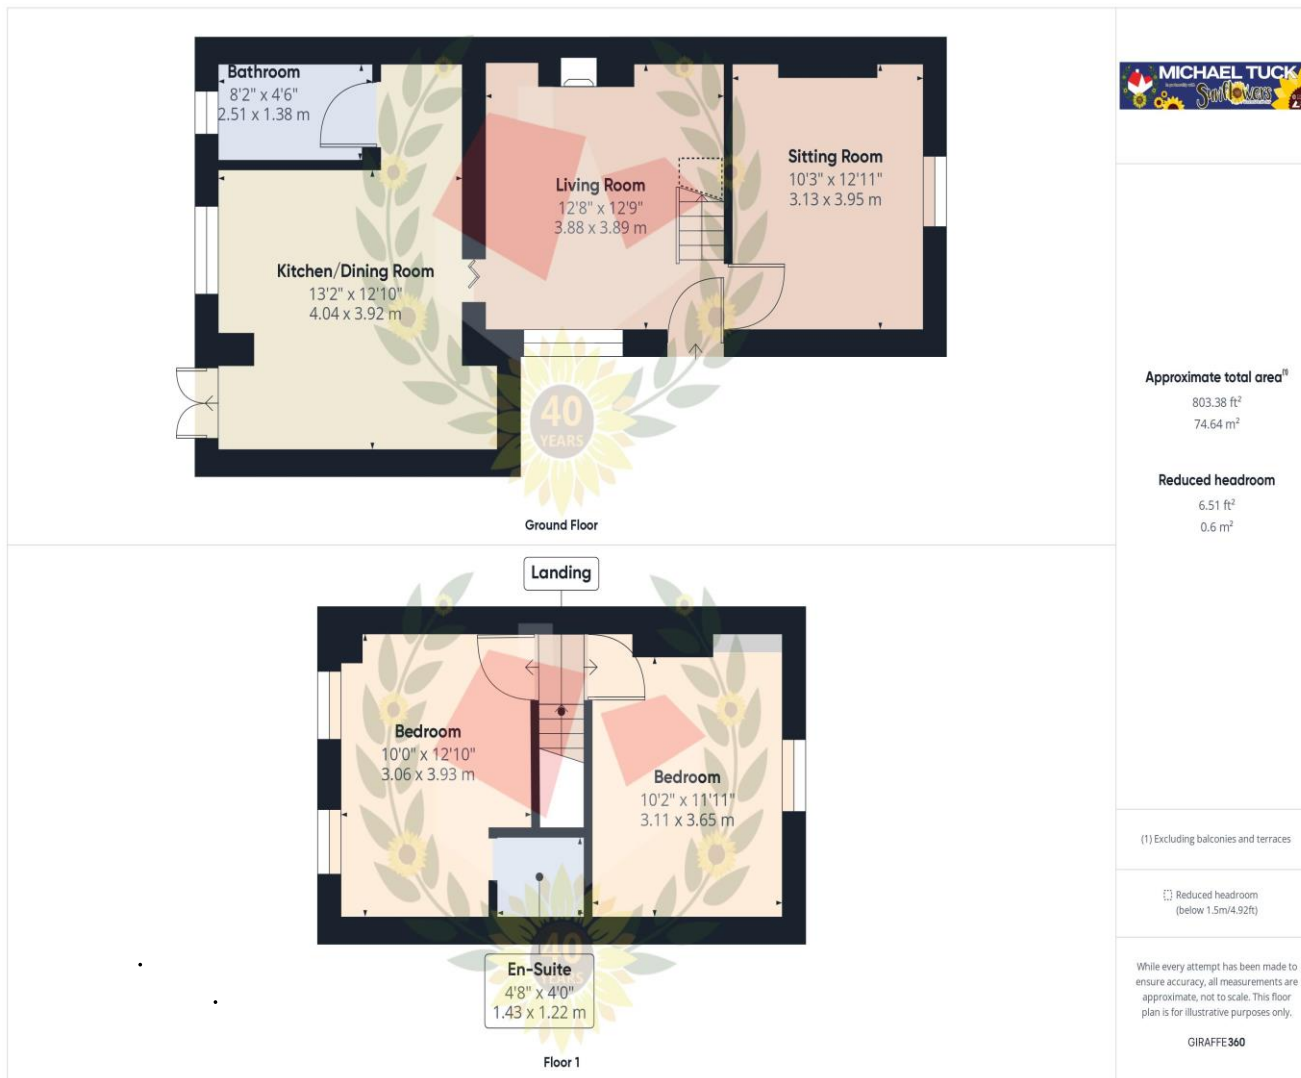 Bathroom
8'2" x 4'6"
2.51 x 1.38 m
Kitchen/Dining Room
13'2" x 12'10"
4.04 x 3.92 m
Living Room
12'8" x 12'9"
3.88 x 3.89 m
Sitting Room
10'3" x 12'11"
3.13 x 3.95 m
40
YEARS
Ground Floor
Landing
Bedroom
10'0" x 12'10"
3.06 x 3.93 m
Bedroom
10'2" x 11'11"
3.11 x 3.65 m
40
YEARS
En-Suite
4'8" x 4'0"
1.43 x 1.22 m
Floor 1
MICHAEL TUCK
Sunflowers
Approximate total area(1)
803.38 ft²
74.64 m²
Reduced headroom
6.51 ft²
0.6 m²
(1) Excluding balconies and terraces
Reduced headroom
(below 1.5m/4.92ft)
While every attempt has been made to
ensure accuracy, all measurements are
approximate, not to scale. This floor
plan is for illustrative purposes only.
GIRAFFE360